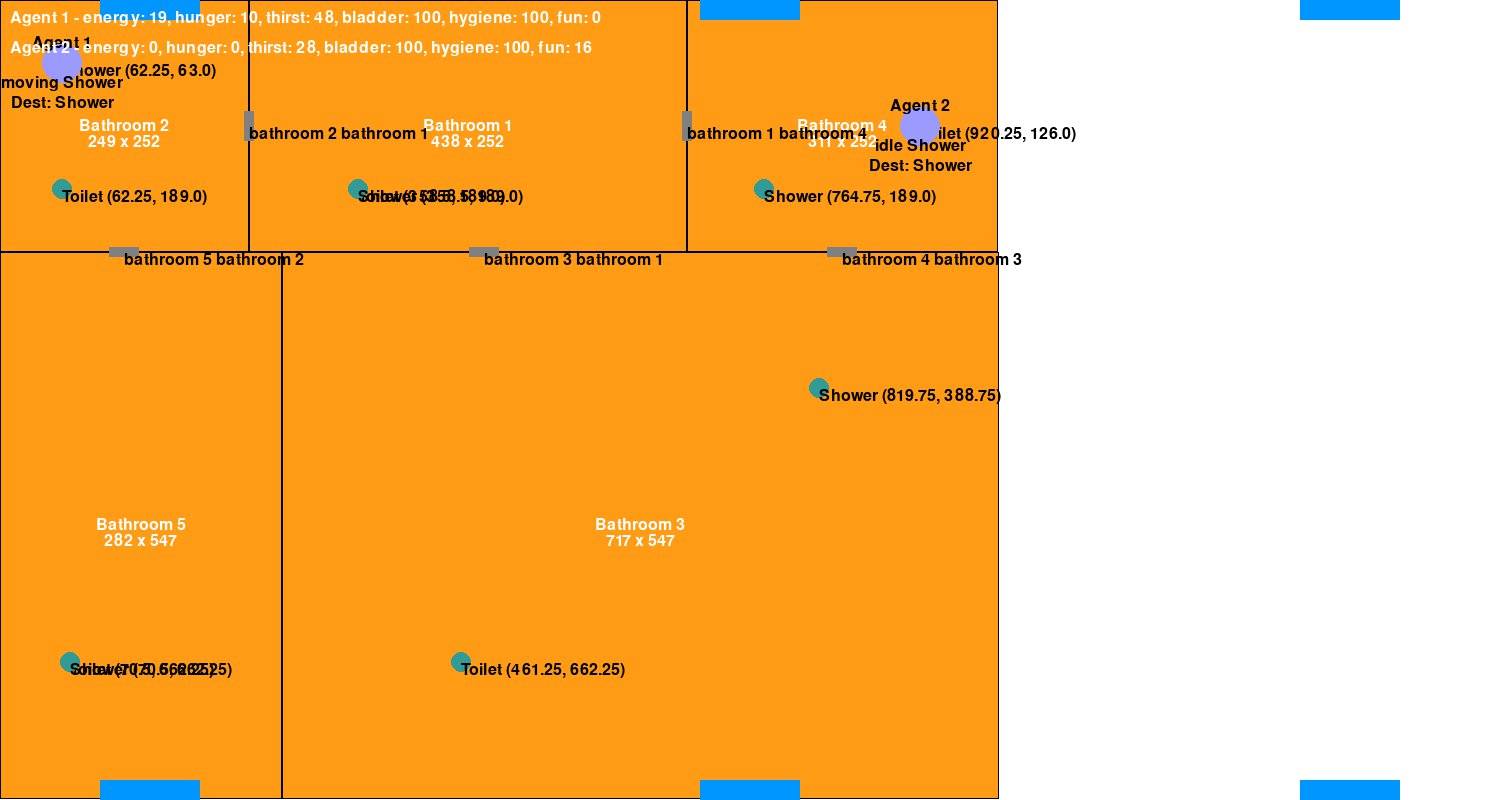 Agent 1 - energy: 19, hunger: 10, thirst: 48, bladder: 100, hygiene: 100, fun: 0
Agent 2 - energy: 0, hunger: 0, thirst: 28, bladder: 100, hygiene: 100, fun: 16
Agent 1
Shower (62.25, 63.0)
moving Shower
Dest: Shower
Bathroom 2
249 x 252
bathroom 2 bathroom 1
Bathroom 1
438 x 252
bathroom 1 bathroom 4
Bathroom 4
311 x 252
Agent 2
Toilet (920.25, 126.0)
idle Shower
Dest: Shower
Toilet (62.25, 189.0)
Shower (764.75, 189.0)
bathroom 5 bathroom 2
bathroom 3 bathroom 1
bathroom 4 bathroom 3
Shower (819.75, 388.75)
Bathroom 5
282 x 547
Bathroom 3
717 x 547
Toilet (461.25, 662.25)